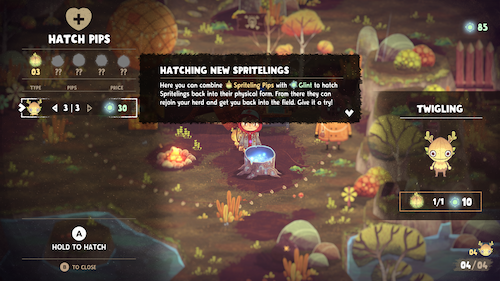 85
HATCH PIPS
03 ?? ?? ?? ??
TYPE PIPS PRICE
3 | 3 30
HATCHING NEW SPRITELINGS
Here you can combine Spriteling Pips with Glint to hatch
Spritelings back into their physical form. From there they can
rejoin your herd and get you back into the field. Give it a try!
TWIGLING
1/1 10
A
HOLD TO HATCH
B TO CLOSE
04
04 / 04